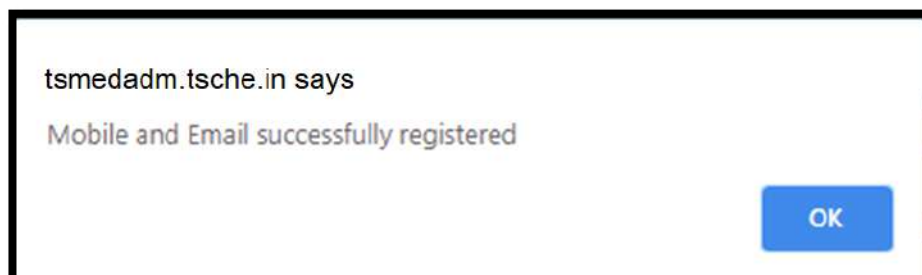 tsmedadm.tsche.in says
Mobile and Email successfully registered
OK